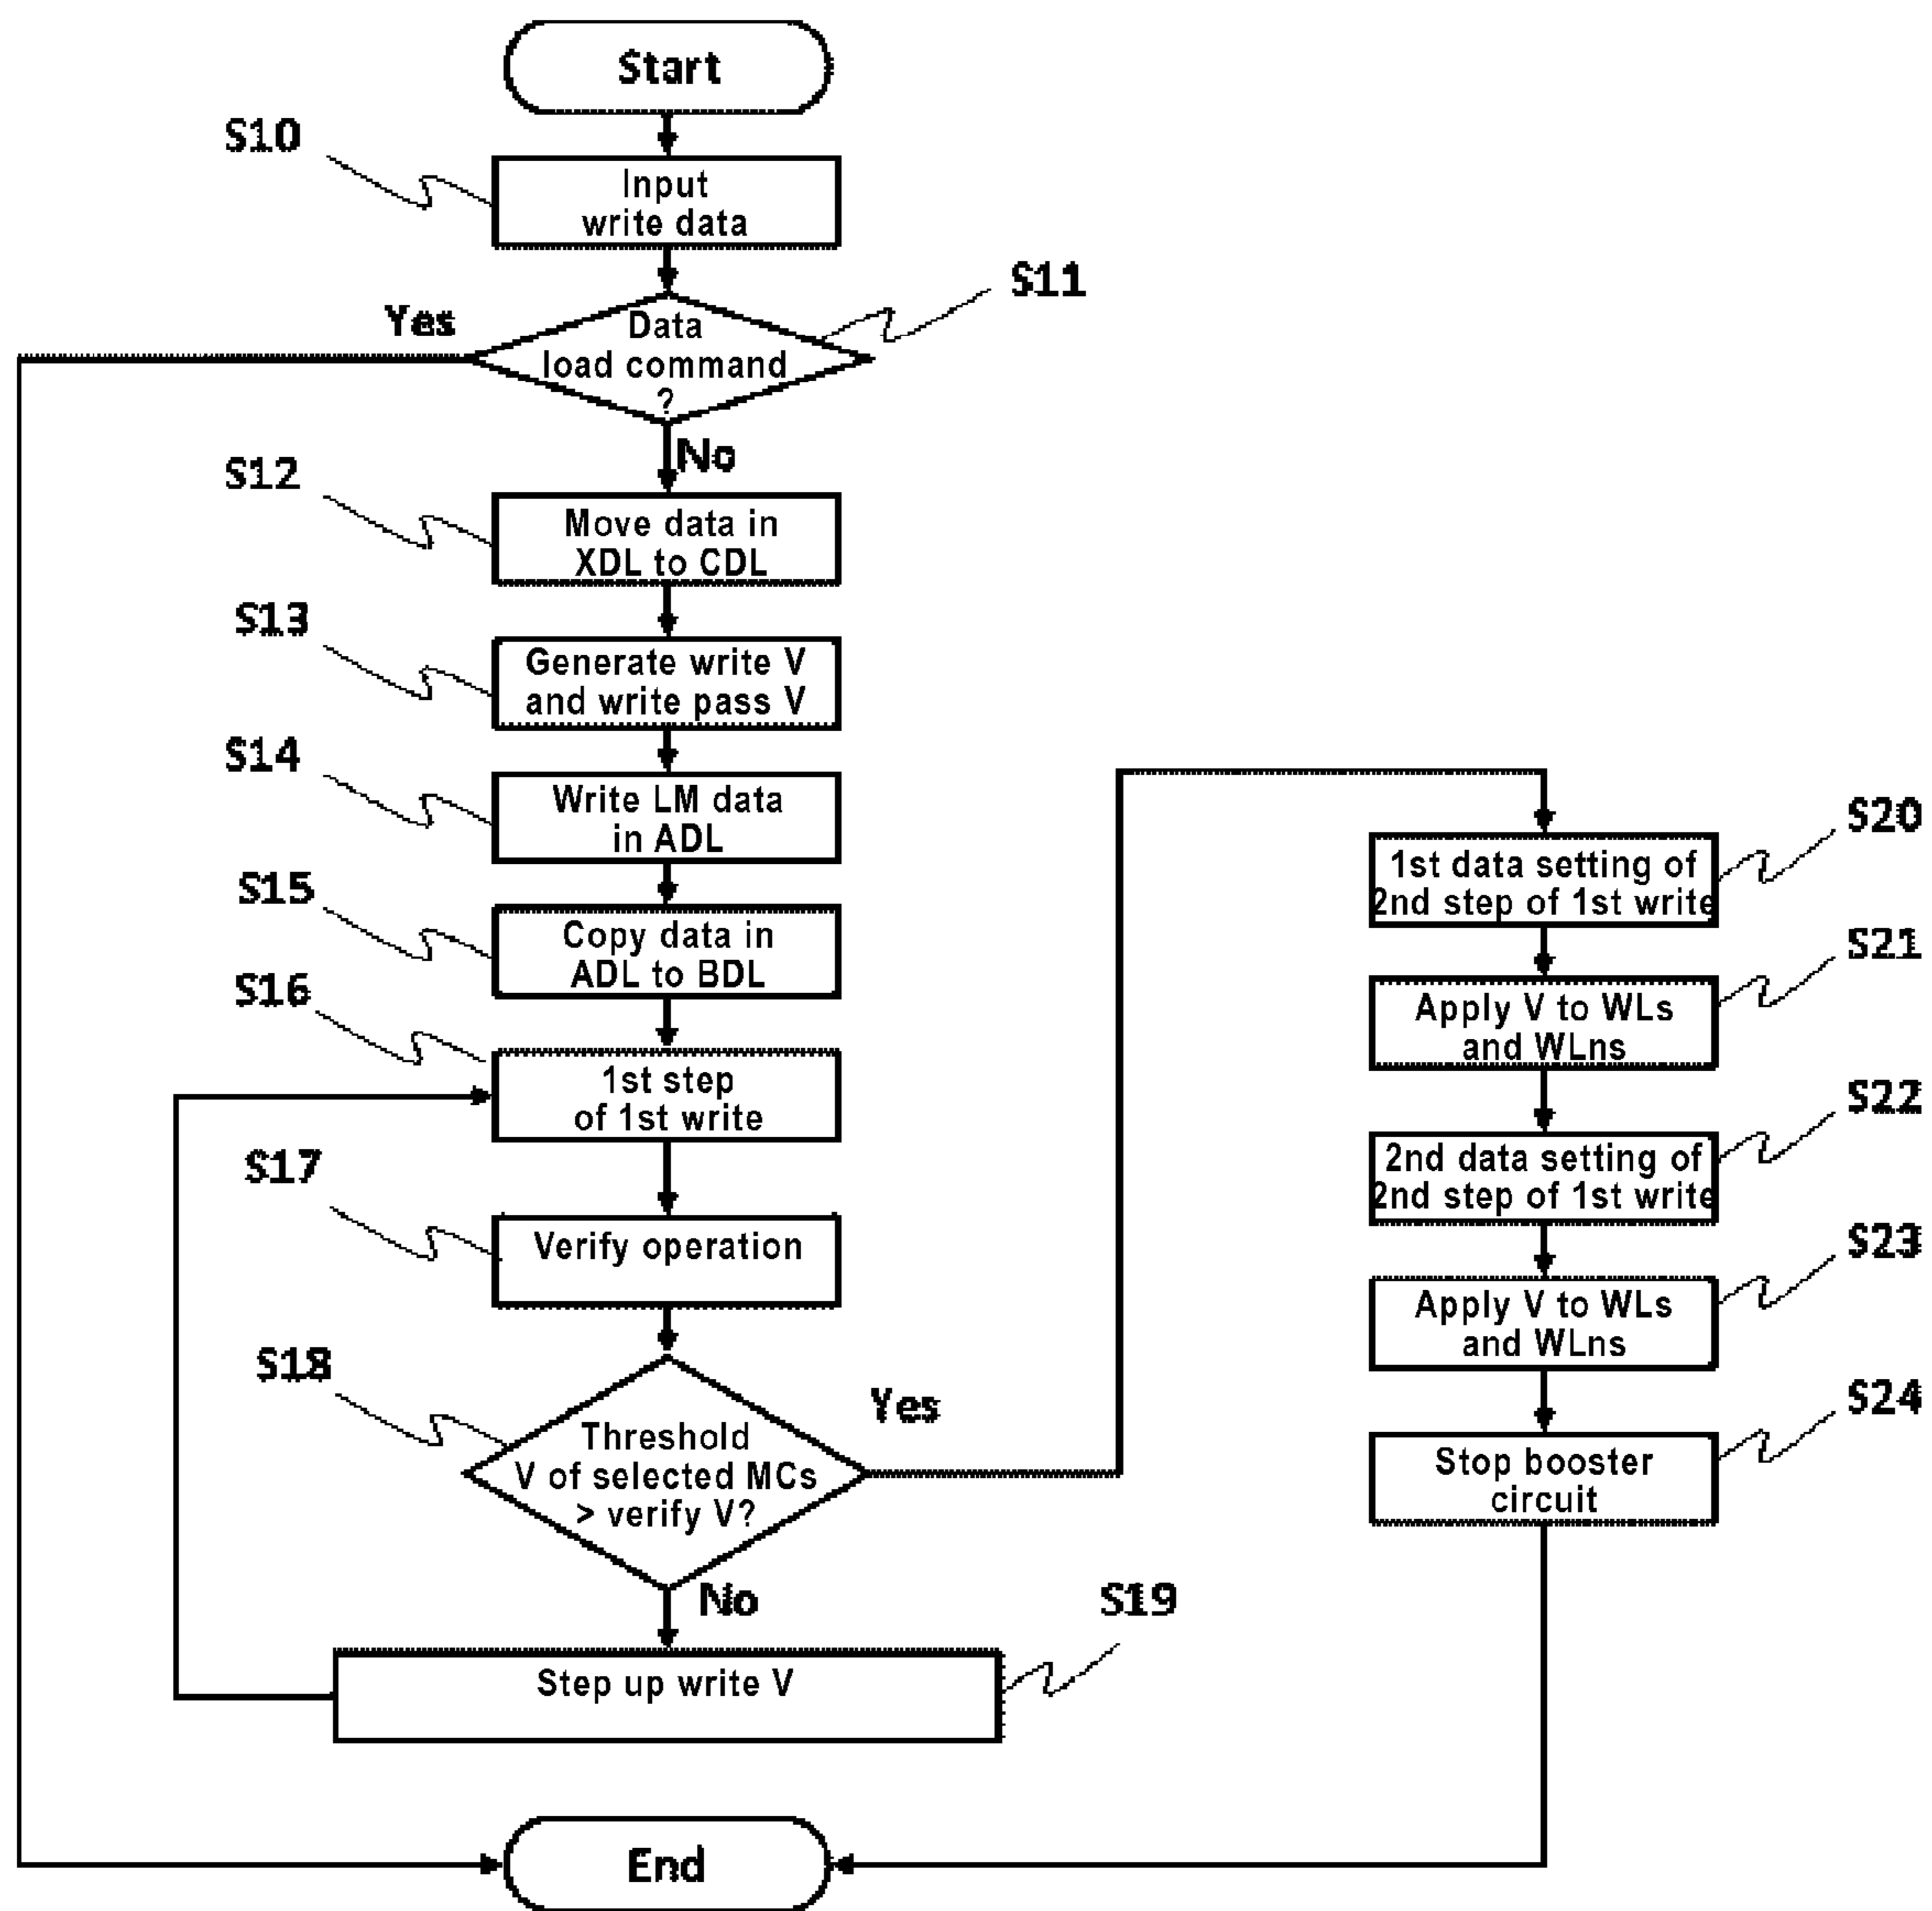 Start
S10
Input
write data
S11
Yes
Data
load command
?
No
S12
Move data in
XDL to CDL
S13
Generate write V
and write pass V
S14
Write LM data
in ADL
S15
Copy data in
ADL to BDL
S16
1st step
of 1st write
S17
Verify operation
S18
Threshold
V of selected MCs
> verify V?
Yes
No
S19
Step up write V
S20
1st data setting of
2nd step of 1st write
S21
Apply V to WLs
and WLns
S22
2nd data setting of
2nd step of 1st write
S23
Apply V to WLs
and WLns
S24
Stop booster
circuit
End